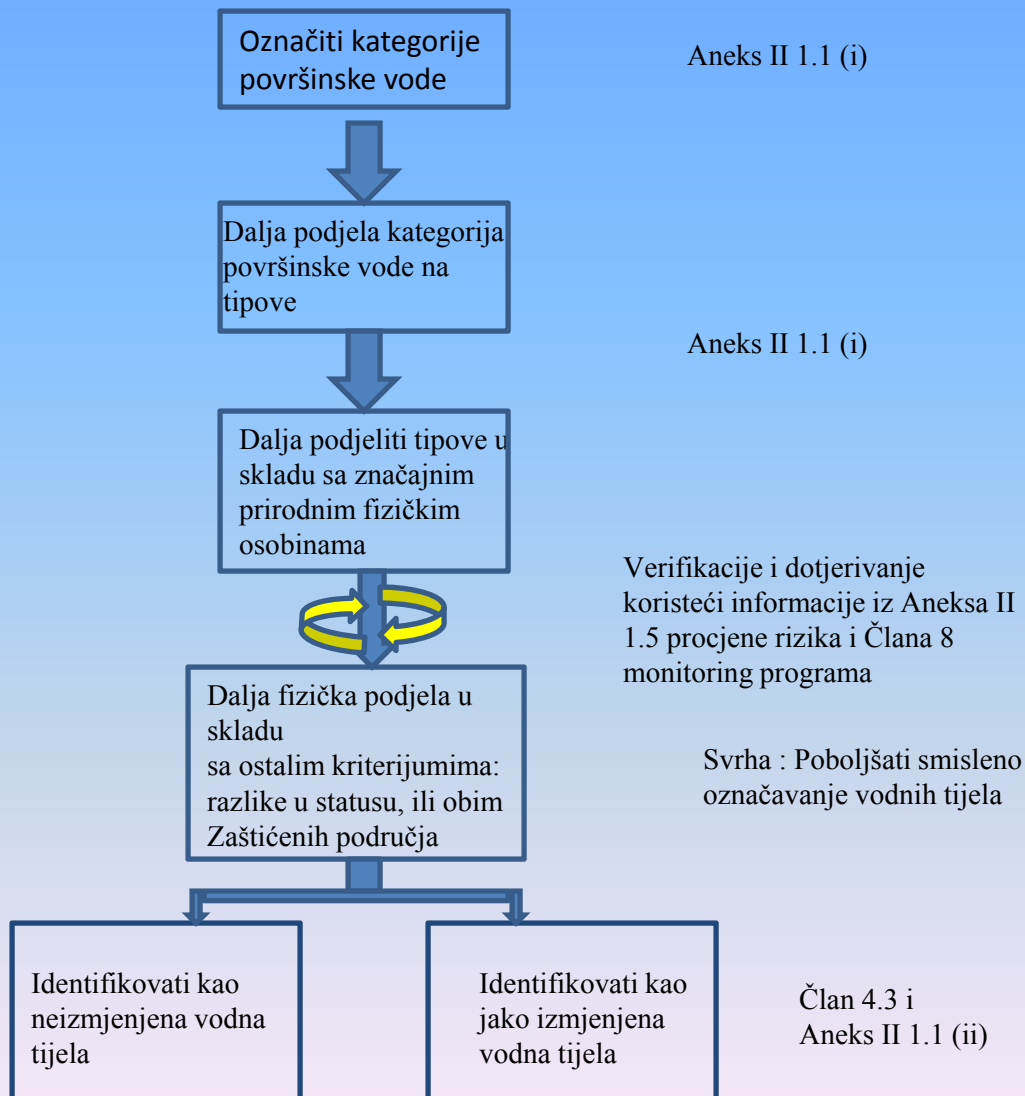 Označiti kategorije
površinske vode
Aneks II 1.1 (i)
Dalja podjela kategorija
površinske vode na
tipove
Aneks II 1.1 (i)
Dalja podjeliti tipove u
skladu sa značajnim
prirodnim fizičkim
osobinama
Verifikacije i dotjerivanje
koristeći informacije iz Aneksa II
1.5 procjene rizika i Člana 8
monitoring programa
Dalja fizička podjela u
skladu
sa ostalim kriterijumima:
razlike u statusu, ili obim
Zaštićenih područja
Svrha : Poboljšati smisleno
označavanje vodnih tijela
Identifikovati kao
neizmjenjena vodna
tijela
Identifikovati kao
jako izmjenjena
vodna tijela
Član 4.3 i
Aneks II 1.1 (ii)